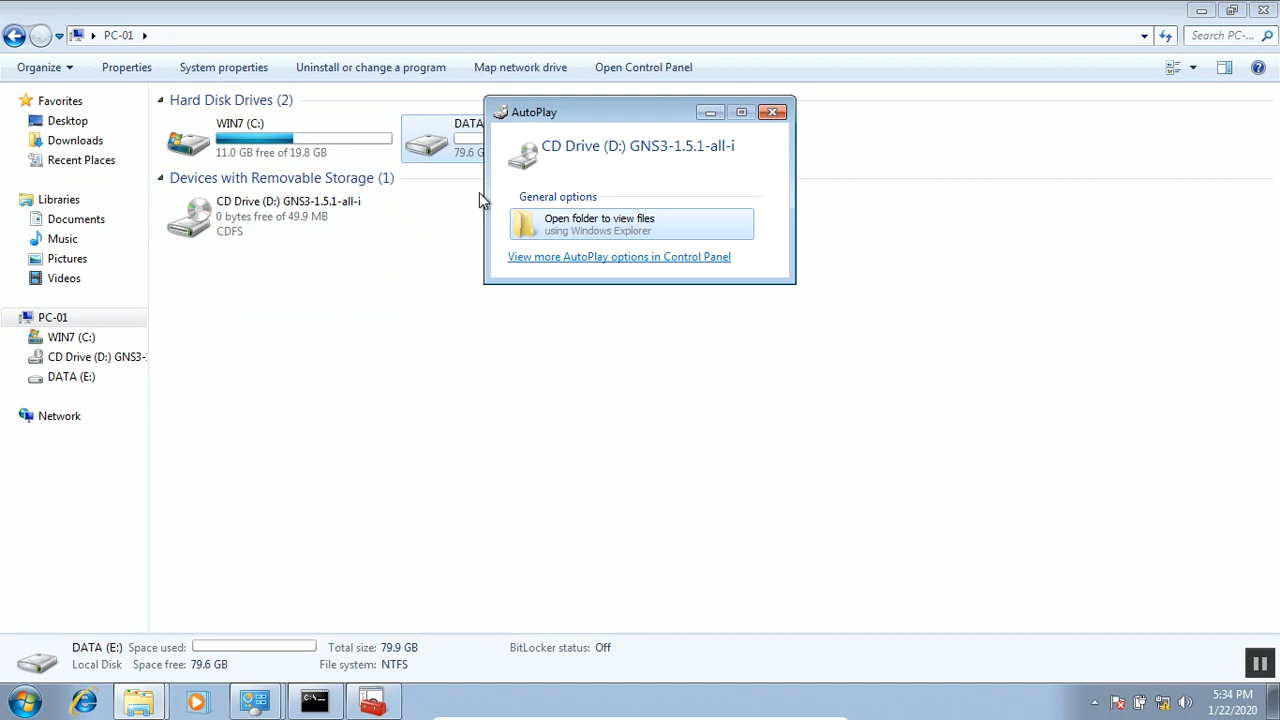 PC-01
Search PC-...
Organize
Properties
System properties
Uninstall or change a program
Map network drive
Open Control Panel
Favorites
Desktop
Downloads
Recent Places
Libraries
Documents
Music
Pictures
Videos
PC-01
WIN7 (C:)
CD Drive (D:) GNS3-1
DATA (E:)
Network
Hard Disk Drives (2)
WIN7 (C:)
11.0 GB free of 19.8 GB
DATA
79.6 G
Devices with Removable Storage (1)
CD Drive (D:) GNS3-1.5.1-all-i
0 bytes free of 49.9 MB
CDFS
AutoPlay
CD Drive (D:) GNS3-1.5.1-all-i
General options
Open folder to view files
using Windows Explorer
View more AutoPlay options in Control Panel
DATA (E:) Space used: Total size: 79.9 GB BitLocker status: Off
Local Disk Space free: 79.6 GB File system: NTFS
C:\
5:34 PM
1/22/2020